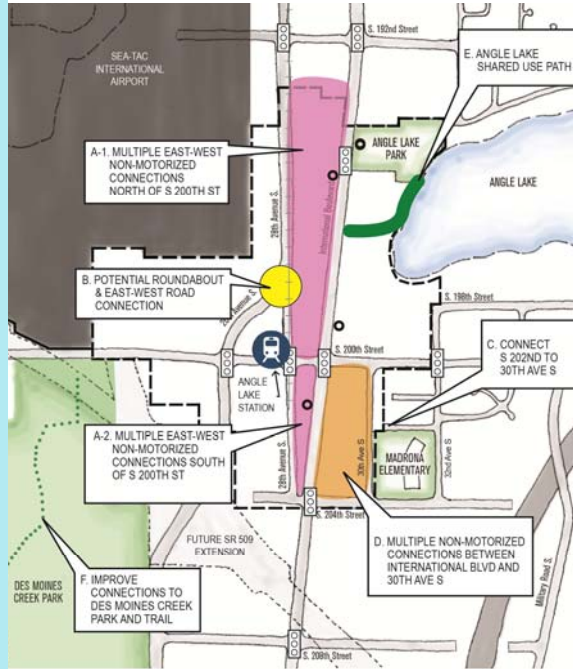 S. 192nd Street
SEA-TAC
INTERNATIONAL
AIRPORT
E. ANGLE LAKE
SHARED USE PATH
A-1. MULTIPLE EAST-WEST
NON-MOTORIZED
CONNECTIONS
NORTH OF S 200TH ST
ANGLE LAKE
PARK
ANGLE LAKE
28th Avenue S.
International Boulevard
B. POTENTIAL ROUNDABOUT
& EAST-WEST ROAD
CONNECTION
26th Avenue S.
S. 198th Street
S. 200th Street
C. CONNECT
S 202ND TO
30TH AVE S
ANGLE
LAKE
STATION
A-2. MULTIPLE EAST-WEST
NON-MOTORIZED
CONNECTIONS SOUTH
OF S 200TH ST
28th Avenue S.
30th Ave S
MADRONA
ELEMENTARY
32nd Ave S
S. 204th Street
FUTURE SR 509
EXTENSION
D. MULTIPLE NON-MOTORIZED
CONNECTIONS BETWEEN
INTERNATIONAL BLVD AND
30TH AVE S
DES MOINES
CREEK PARK
F. IMPROVE
CONNECTIONS TO
DES MOINES CREEK
PARK AND TRAIL
Military Road S.
S. 208th Street